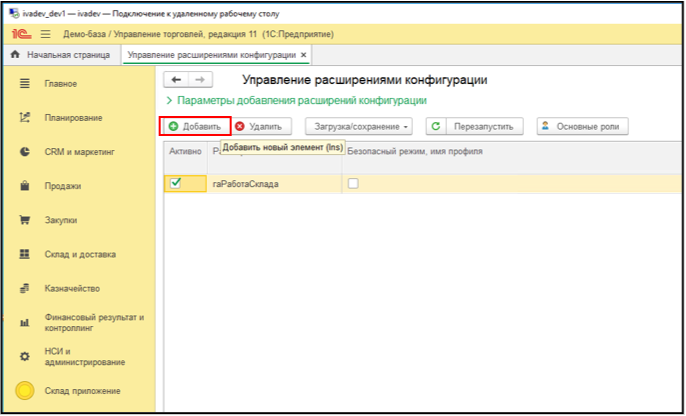 ivadev_dev1 — ivadev — Подключение к удаленному рабочему столу
1С Демо-база / Управление торговлей, редакция 11 (1С:Предприятие)
Начальная страница Управление расширениями конфигурации ×
Главное
Планирование
CRM и маркетинг
Продажи
Закупки
Склад и доставка
Казначейство
Финансовый результат и
контроллинг
НСИ и
администрирование
Склад приложение
Управление расширениями конфигурации
Параметры добавления расширений конфигурации
Добавить Удалить Загрузка/сохранение Перезапустить Основные роли
Добавить новый элемент (Ins)
Активно Безопасный режим, имя профиля
гаРаботаСклада